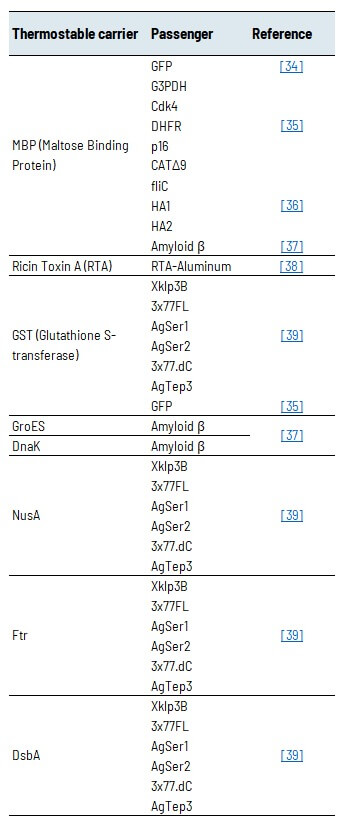 Thermostable carrier Passenger Reference
GFP [34]
G3PDH
Cdk4
DHFR [35]
MBP (Maltose Binding
Protein)
p16
CATΔ9
fliC
HA1 [36]
HA2
Amyloid β [37]
Ricin Toxin A (RTA) RTA-Aluminum [38]
Xklp3B
3x77FL
AgSer1
GST (Glutathione S-
transferase)
[39]
AgSer2
3x77.dC
AgTep3
GFP [35]
GroES Amyloid β
[37]
DnaK Amyloid β
Xklp3B
3x77FL
AgSer1
NusA [39]
AgSer2
3x77.dC
AgTep3
Xklp3B
3x77FL
AgSer1
Ftr [39]
AgSer2
3x77.dC
AgTep3
Xklp3B
3x77FL
AgSer1
DsbA [39]
AgSer2
3x77.dC
AgTep3